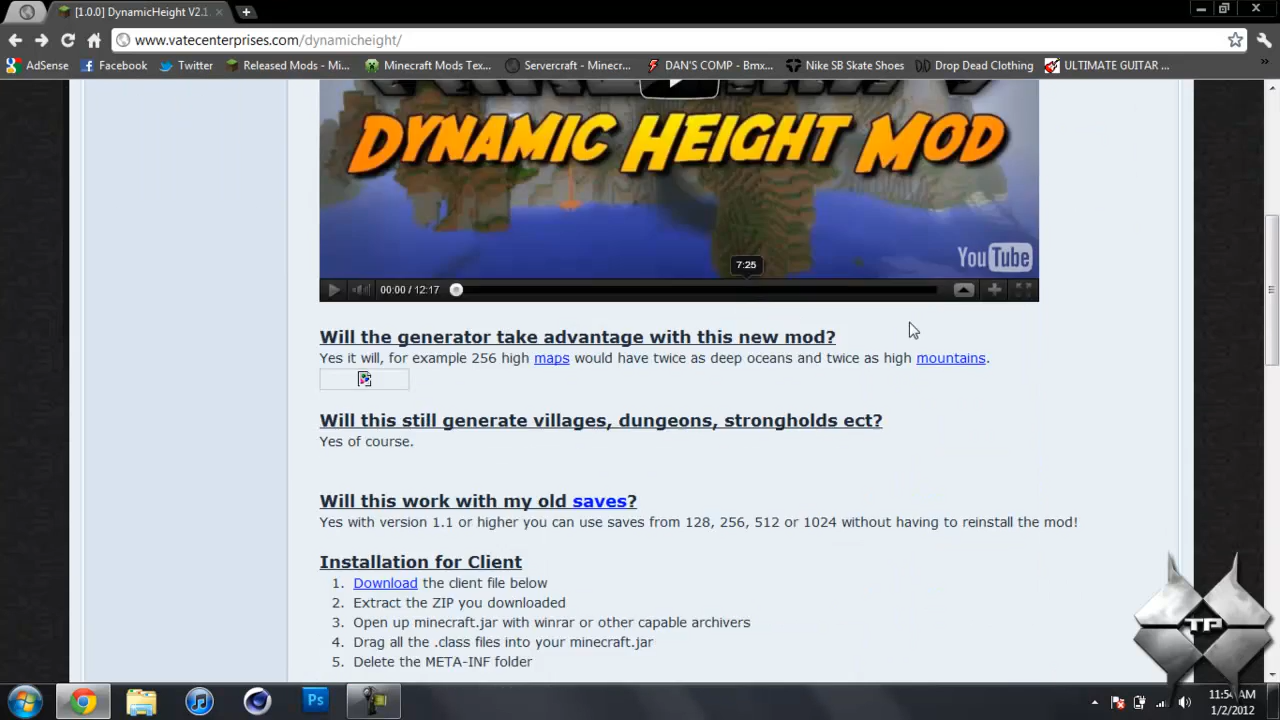 [1.0.0] DynamicHeight V2.1.
www.vatecenterprises.com/dynamicheight/
AdSense Facebook Twitter Released Mods - Mi... Minecraft Mods Tex... Servercraft - Minecr... DAN'S COMP - Bmx... Nike SB Skate Shoes Drop Dead Clothing ULTIMATE GUITAR ...
DYNAMIC HEIGHT MOD
YouTube
7:25
00:00 / 12:17
Will the generator take advantage with this new mod?
Yes it will, for example 256 high maps would have twice as deep oceans and twice as high mountains.
Will this still generate villages, dungeons, strongholds ect?
Yes of course.
Will this work with my old saves?
Yes with version 1.1 or higher you can use saves from 128, 256, 512 or 1024 without having to reinstall the mod!
Installation for Client
1. Download the client file below
2. Extract the ZIP you downloaded
3. Open up minecraft.jar with winrar or other capable archivers
4. Drag all the .class files into your minecraft.jar
5. Delete the META-INF folder
TP
Ps
11:54 AM
1/2/2012